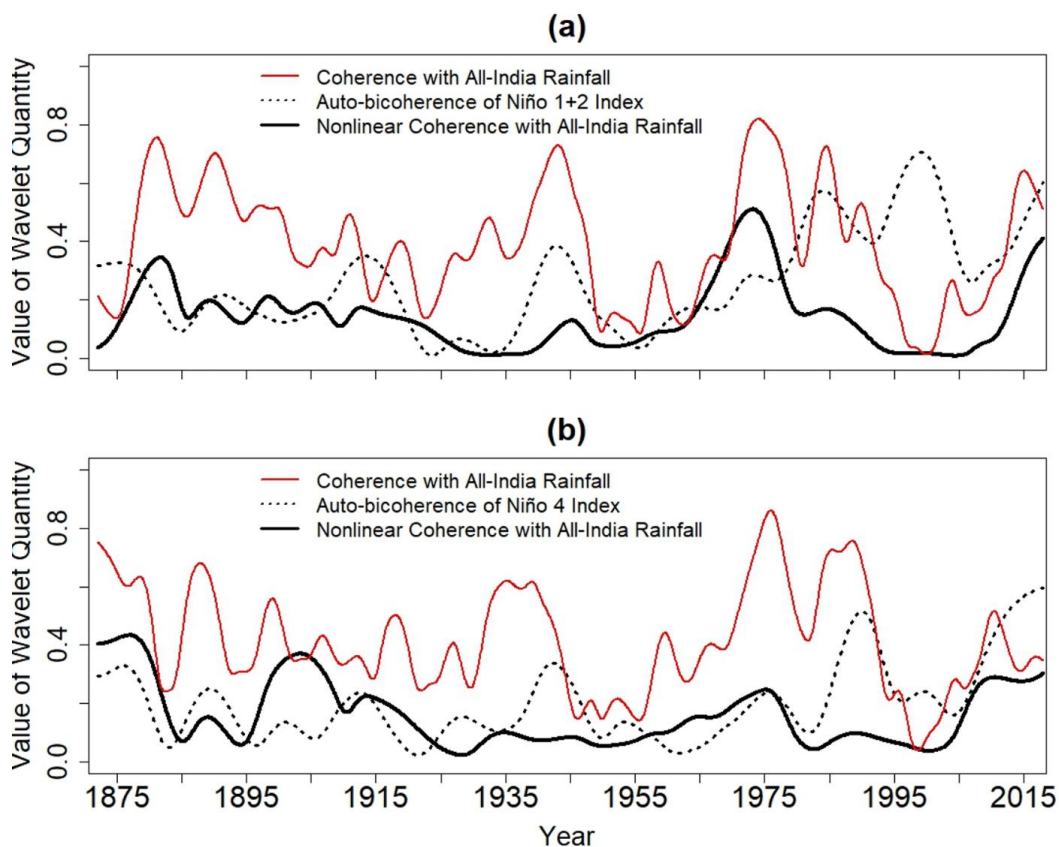 (a)
Value of Wavelet Quantity
0.0 0.4 0.8
Coherence with All-India Rainfall
Auto-bicoherence of Niño 1+2 Index
Nonlinear Coherence with All-India Rainfall
(b)
Value of Wavelet Quantity
0.0 0.4 0.8
Coherence with All-India Rainfall
Auto-bicoherence of Niño 4 Index
Nonlinear Coherence with All-India Rainfall
1875 1895 1915 1935 1955 1975 1995 2015
Year